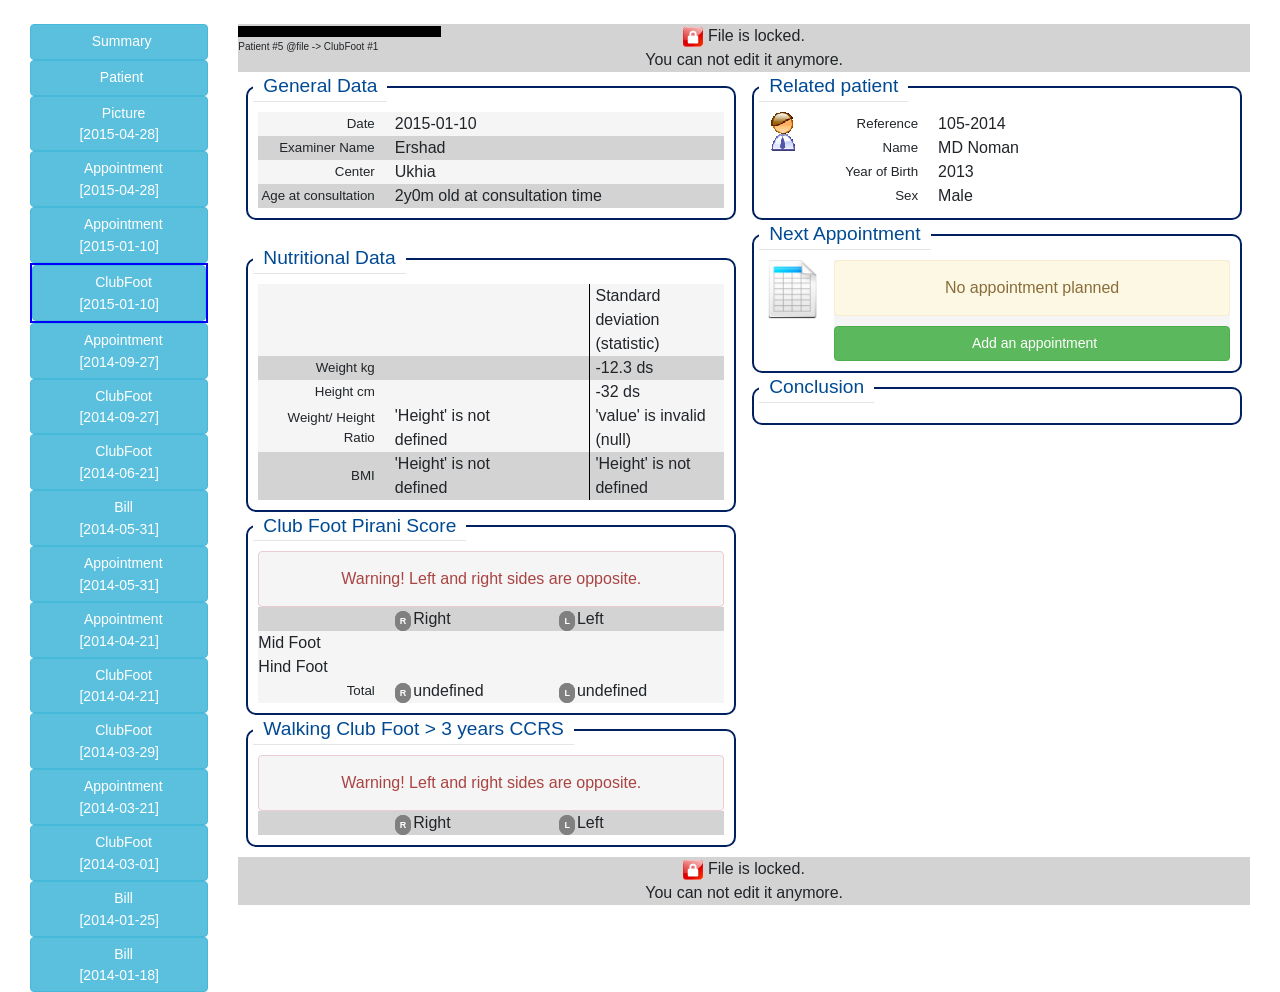 Summary
Patient
Picture
[2015-04-28]
Appointment
[2015-04-28]
Appointment
[2015-01-10]
ClubFoot
[2015-01-10]
Appointment
[2014-09-27]
ClubFoot
[2014-09-27]
ClubFoot
[2014-06-21]
Bill
[2014-05-31]
Appointment
[2014-05-31]
Appointment
[2014-04-21]
ClubFoot
[2014-04-21]
ClubFoot
[2014-03-29]
Appointment
[2014-03-21]
ClubFoot
[2014-03-01]
Bill
[2014-01-25]
Bill
[2014-01-18]
File is locked.
Patient #5 @file -> ClubFoot #1
You can not edit it anymore.
General Data
Date 2015-01-10
Examiner Name Ershad
Center Ukhia
Age at consultation 2y0m old at consultation time
Nutritional Data
Standard
deviation
(statistic)
Weight kg -12.3 ds
Height cm -32 ds
Weight/ Height 'Height' is not 'value' is invalid
Ratio defined (null)
BMI 'Height' is not 'Height' is not
defined defined
Club Foot Pirani Score
Warning! Left and right sides are opposite.
R Right L Left
Mid Foot
Hind Foot
Total R undefined L undefined
Walking Club Foot > 3 years CCRS
Warning! Left and right sides are opposite.
R Right L Left
Related patient
Reference 105-2014
Name MD Noman
Year of Birth 2013
Sex Male
Next Appointment
No appointment planned
Add an appointment
Conclusion
File is locked.
You can not edit it anymore.